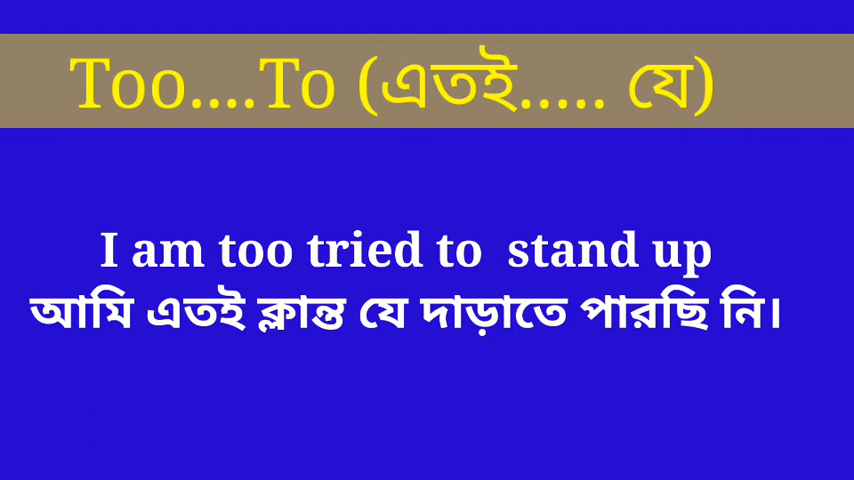 Too....To (এতই..... যে)
I am too tried to stand up
আমি এতই ক্লান্ত যে দাড়াতে পারছি নি।